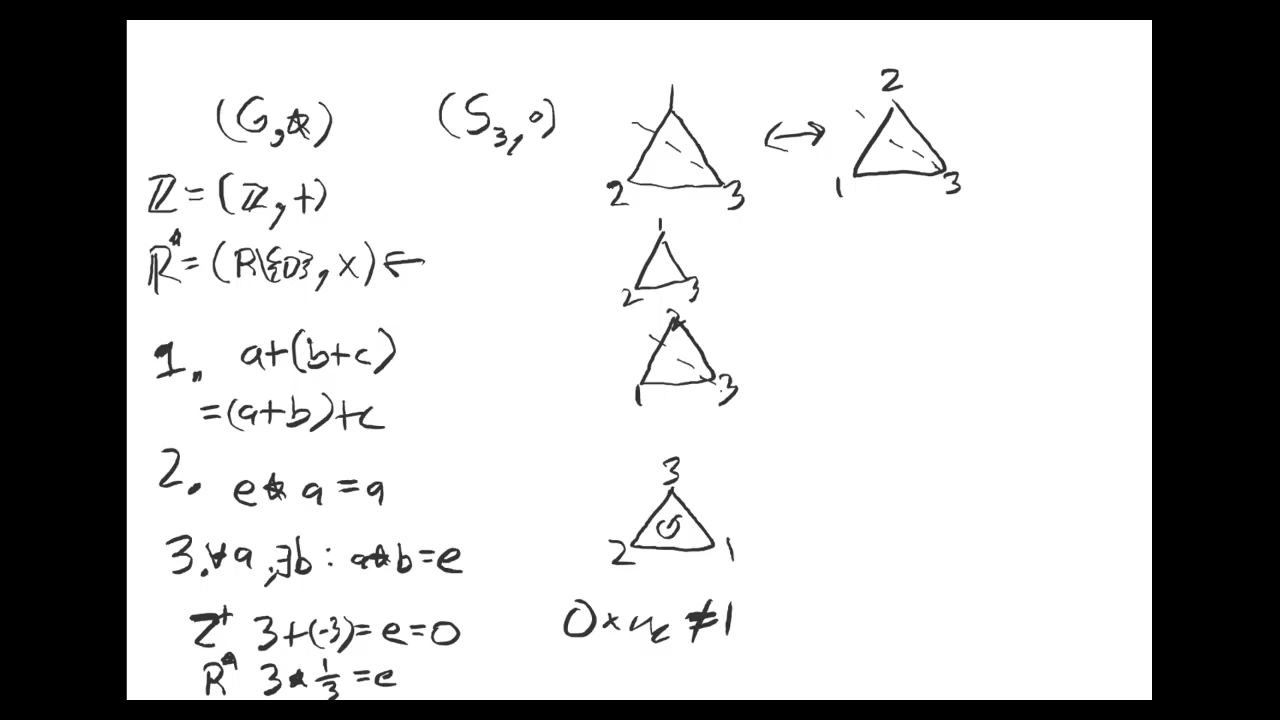 (G,⋆)
(S₃,∘)
1
2 3
↔
2
1 3
ℤ = (ℤ,+)
ℝ* = (ℝ\{0}, ×) ←
1
2 3
2
1 3
1. a+(b+c)
=(a+b)+c
2. e⋆a=a
3. ∀a,∃b: a⋆b=e
3
2 1
Z⁺ 3+(-3)=e=0
R* 3⋆1/3=e
0× ≠1